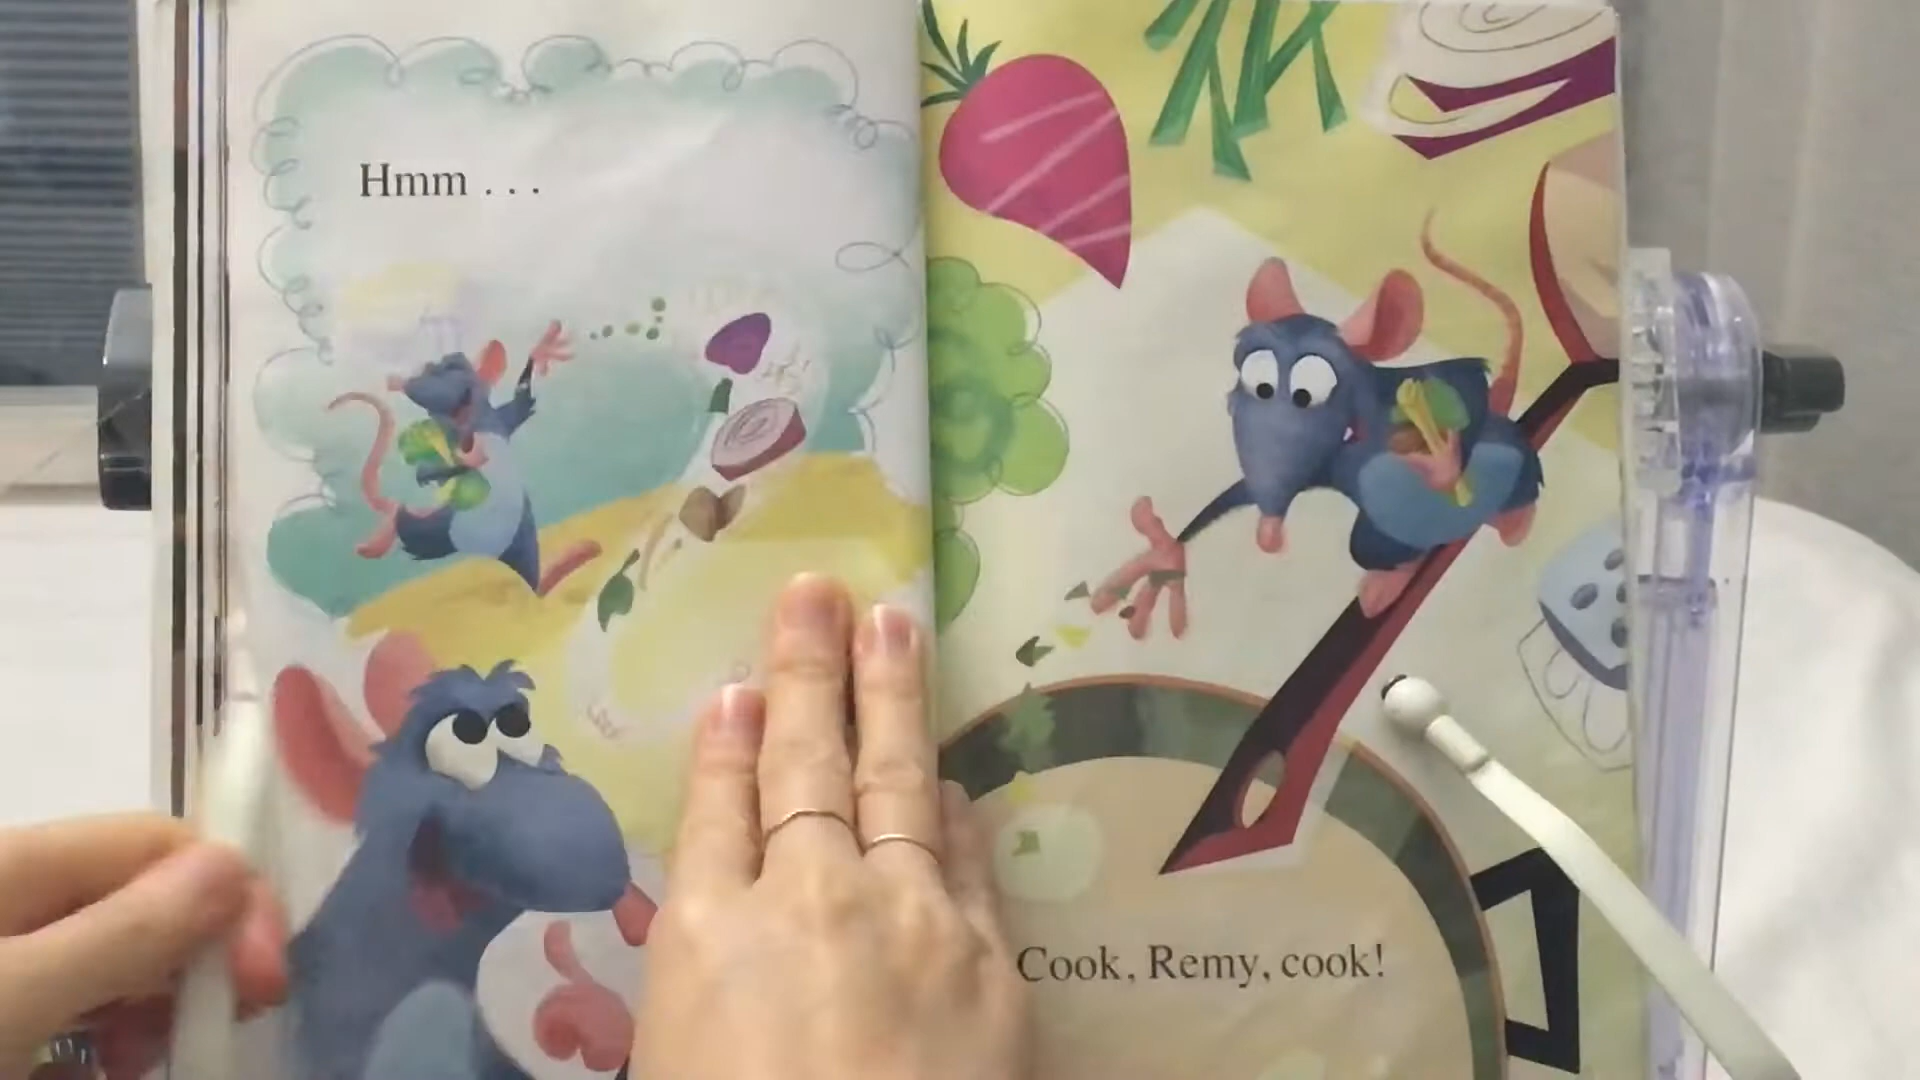 Hmm . . .
Cook, Remy, cook!